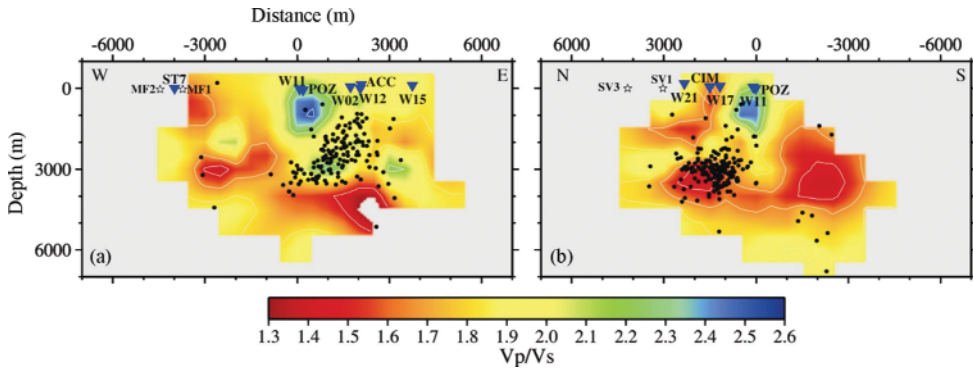 Distance (m)
-6000 -3000 0 3000 6000 6000 3000 0 -3000 -6000
W E N S
ST7 W11 ACC SV1 CIM
MF2 MF1 POZ SV3 POZ
W02 W12 W15 W21 W17 W11
Depth (m)
0
3000
6000
(a) (b)
1.3 1.4 1.5 1.6 1.7 1.8 1.9 2.0 2.1 2.2 2.3 2.4 2.5 2.6
Vp/Vs